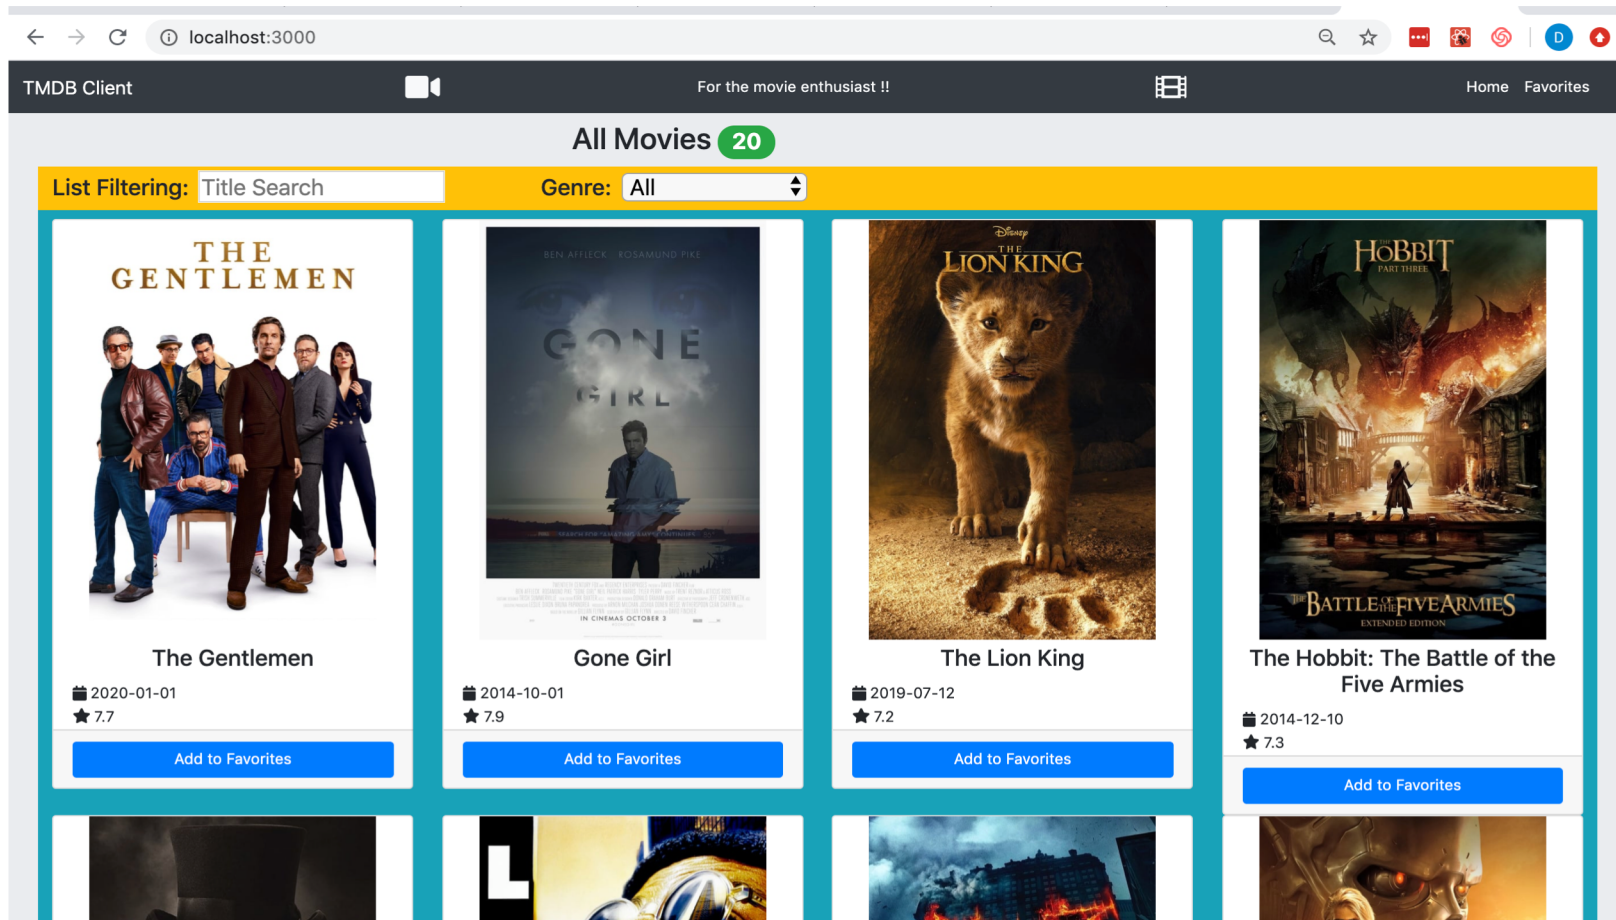 localhost:3000
D
TMDB Client
For the movie enthusiast !!
Home Favorites
All Movies 20
List Filtering: Title Search
Genre: All
THE
GENTLEMEN
The Gentlemen
2020-01-01
7.7
Add to Favorites
BEN AFFLECK ROSAMUND PIKE
GONE
GIRL
IN CINEMAS OCTOBER 3
Gone Girl
2014-10-01
7.9
Add to Favorites
Disney
THE
LION KING
The Lion King
2019-07-12
7.2
Add to Favorites
THE
HOBBIT
PART THREE
THE BATTLE OF THE FIVE ARMIES
EXTENDED EDITION
The Hobbit: The Battle of the
Five Armies
2014-12-10
7.3
Add to Favorites
L